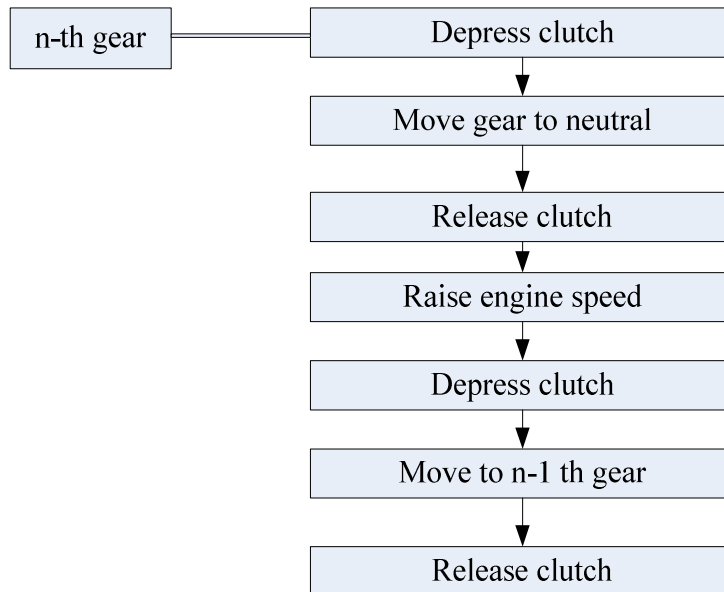 n-th gear
Depress clutch
Move gear to neutral
Release clutch
Raise engine speed
Depress clutch
Move to n-1 th gear
Release clutch